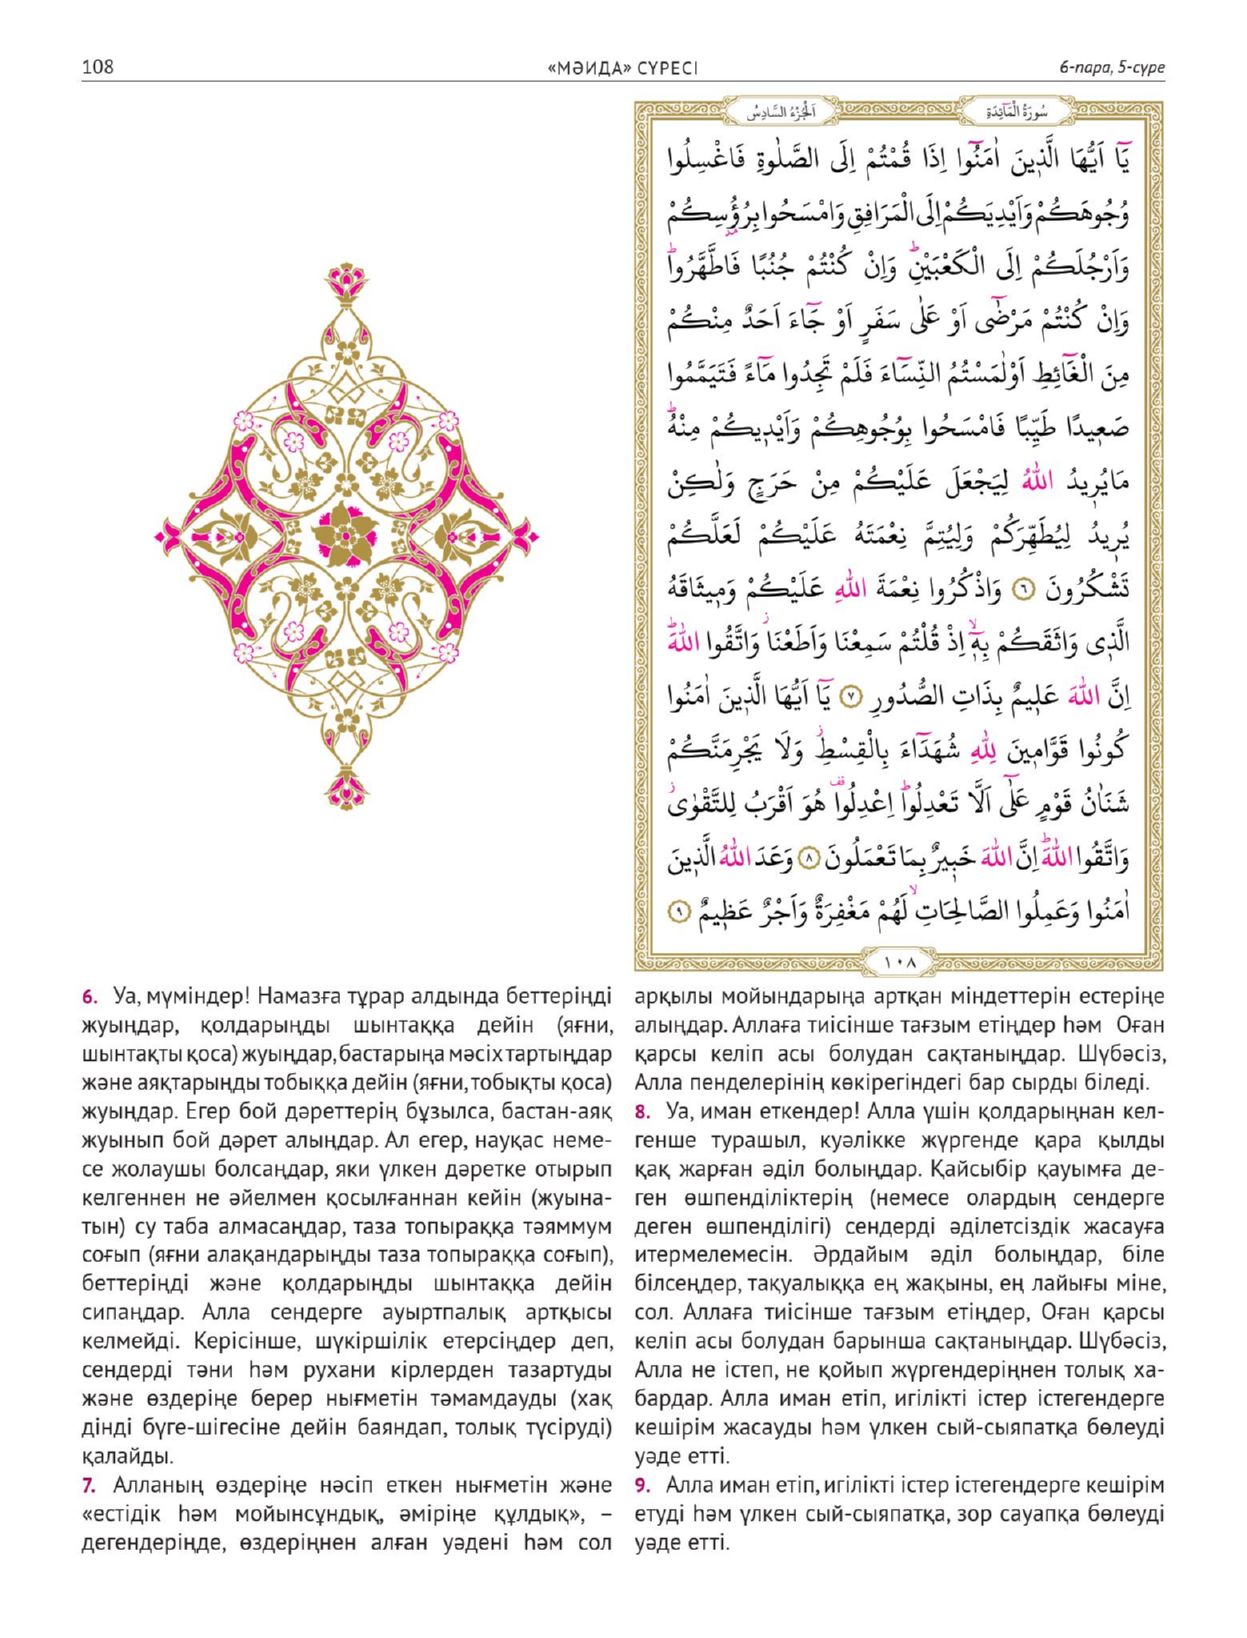 108
«МӘИДА» СҮРЕСІ
6-пара, 5-сүре
سُورَةُ الْمَٓائِدَةِ
اَلْجُزْءُ السَّادِسُ
يَٓا اَيُّهَا الَّذ۪ينَ اٰمَنُٓوا اِذَا قُمْتُمْ اِلَى الصَّلٰوةِ فَاغْسِلُوا
وُجُوهَكُمْ وَاَيْدِيَكُمْ اِلَى الْمَرَافِقِ وَامْسَحُوا بِرُؤُ۫سِكُمْ
وَاَرْجُلَكُمْ اِلَى الْكَعْبَيْنِۜ وَاِنْ كُنْتُمْ جُنُبًا فَاطَّهَّرُواۜ
وَاِنْ كُنْتُمْ مَرْضٰٓى اَوْ عَلٰى سَفَرٍ اَوْ جَٓاءَ اَحَدٌ مِنْكُمْ
مِنَ الْغَٓائِطِ اَوْ لٰمَسْتُمُ النِّسَٓاءَ فَلَمْ تَجِدُوا مَٓاءً فَتَيَمَّمُوا
صَع۪يدًا طَيِّبًا فَامْسَحُوا بِوُجُوهِكُمْ وَاَيْد۪يكُمْ مِنْهُۜ
مَا يُر۪يدُ اللّٰهُ لِيَجْعَلَ عَلَيْكُمْ مِنْ حَرَجٍ وَلٰكِنْ
يُر۪يدُ لِيُطَهِّرَكُمْ وَلِيُتِمَّ نِعْمَتَهُ عَلَيْكُمْ لَعَلَّكُمْ
تَشْكُرُونَ ﴿٦﴾ وَاذْكُرُوا نِعْمَةَ اللّٰهِ عَلَيْكُمْ وَم۪يثَاقَهُ
الَّذ۪ى وَاثَقَكُمْ بِه۪ٓۙ اِذْ قُلْتُمْ سَمِعْنَا وَاَطَعْنَاۘ وَاتَّقُوا اللّٰهَۜ
اِنَّ اللّٰهَ عَل۪يمٌ بِذَاتِ الصُّدُورِ ﴿٧﴾ يَٓا اَيُّهَا الَّذ۪ينَ اٰمَنُوا
كُونُوا قَوَّام۪ينَ لِلّٰهِ شُهَدَٓاءَ بِالْقِسْطِۘ وَلَا يَجْرِمَنَّكُمْ
شَنَاٰنُ قَوْمٍ عَلٰٓى اَلَّا تَعْدِلُواۜ اِعْدِلُوا۠ هُوَ اَقْرَبُ لِلتَّقْوٰىۘ
وَاتَّقُوا اللّٰهَۜ اِنَّ اللّٰهَ خَب۪يرٌ بِمَا تَعْمَلُونَ ﴿٨﴾ وَعَدَ اللّٰهُ الَّذ۪ينَ
اٰمَنُوا وَعَمِلُوا الصَّالِحَاتِۙ لَهُمْ مَغْفِرَةٌ وَاَجْرٌ عَظ۪يمٌ ﴿٩﴾
١٠٨
6. Уа, мүміндер! Намазға тұрар алдында беттеріңді
жуыңдар, қолдарыңды шынтаққа дейін (яғни,
шынтақты қоса) жуыңдар, бастарыңа мәсіх тартыңдар
және аяқтарыңды тобыққа дейін (яғни, тобықты қоса)
жуыңдар. Егер бой дәреттерің бұзылса, бастан-аяқ
жуынып бой дәрет алыңдар. Ал егер, науқас неме-
се жолаушы болсаңдар, яки үлкен дәретке отырып
келгеннен не әйелмен қосылғаннан кейін (жуына-
тын) су таба алмасаңдар, таза топыраққа тәяммум
соғып (яғни алақандарыңды таза топыраққа соғып),
беттеріңді және қолдарыңды шынтаққа дейін
сипаңдар. Алла сендерге ауыртпалық артқысы
келмейді. Керісінше, шүкіршілік етерсіңдер деп,
сендерді тәни һәм рухани кірлерден тазартуды
және өздеріңе берер нығметін тәмамдауды (хақ
дінді бүге-шігесіне дейін баяндап, толық түсіруді)
қалайды.
7. Алланың өздеріңе нәсіп еткен нығметін және
«естідік һәм мойынсұндық, әміріңе құлдық», –
дегендеріңде, өздеріңнен алған уәдені һәм сол
арқылы мойындарыңа артқан міндеттерін естеріңе
алыңдар. Аллаға тиісінше тағзым етіңдер һәм Оған
қарсы келіп асы болудан сақтаныңдар. Шүбәсіз,
Алла пенделерінің көкірегіндегі бар сырды біледі.
8. Уа, иман еткендер! Алла үшін қолдарыңнан кел-
генше турашыл, куәлікке жүргенде қара қылды
қақ жарған әділ болыңдар. Қайсыбір қауымға де-
ген өшпенділіктерің (немесе олардың сендерге
деген өшпенділігі) сендерді әділетсіздік жасауға
итермелемесін. Әрдайым әділ болыңдар, біле
білсеңдер, тақуалыққа ең жақыны, ең лайығы міне,
сол. Аллаға тиісінше тағзым етіңдер, Оған қарсы
келіп асы болудан барынша сақтаныңдар. Шүбәсіз,
Алла не істеп, не қойып жүргендеріңнен толық ха-
бардар. Алла иман етіп, игілікті істер істегендерге
кешірім жасауды һәм үлкен сый-сыяпатқа бөлеуді
уәде етті.
9. Алла иман етіп, игілікті істер істегендерге кешірім
етуді һәм үлкен сый-сыяпатқа, зор сауапқа бөлеуді
уәде етті.